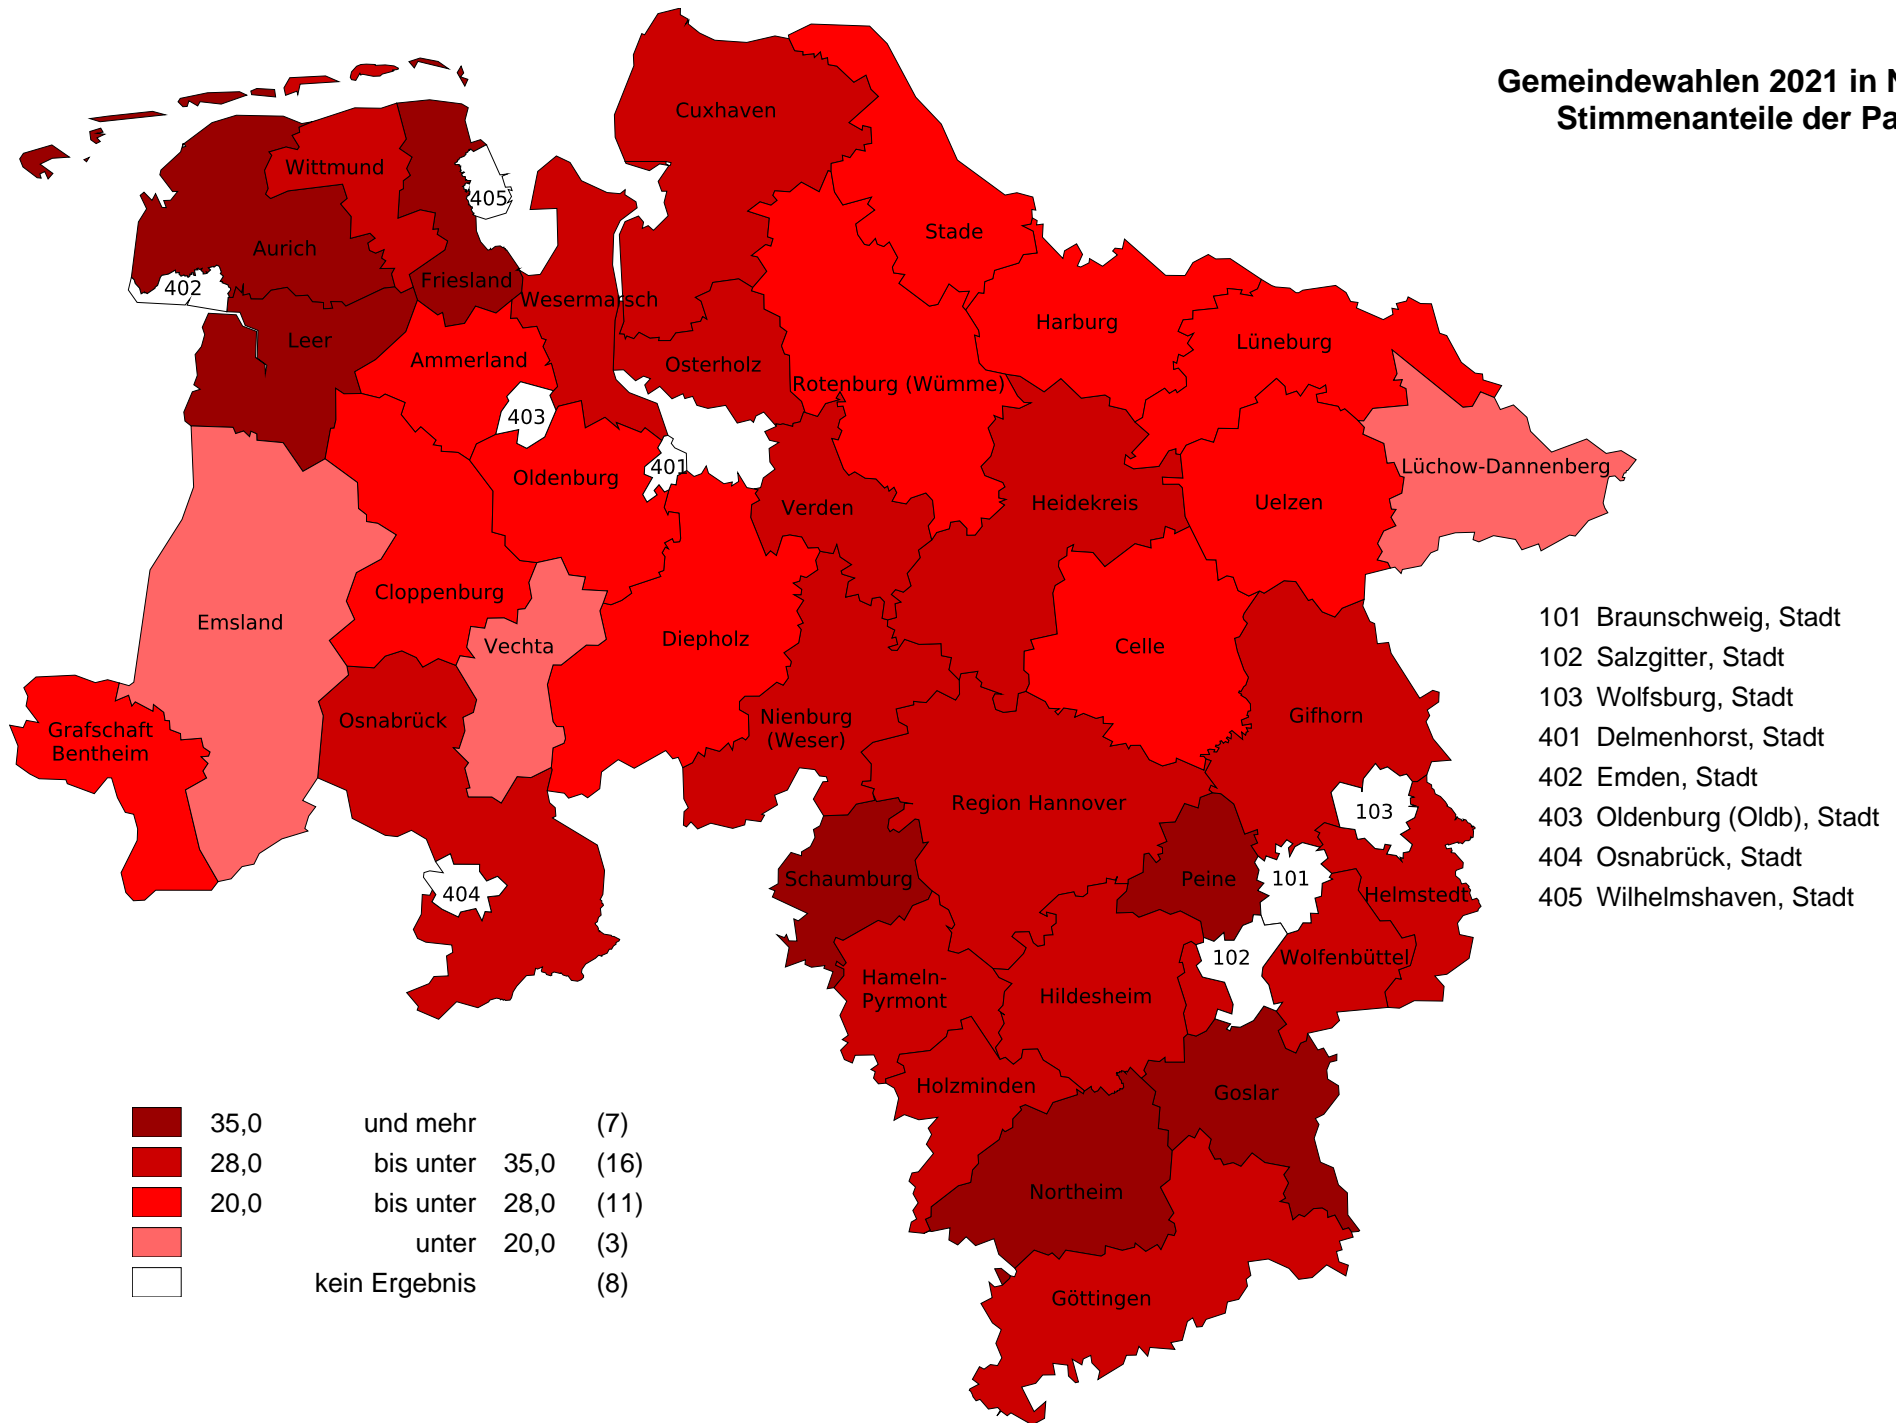 Gemeindewahlen 2021 in N
Stimmenanteile der Pa
Cuxhaven
Wittmund
405
Stade
Aurich
Friesland
402
Wesermarsch
Harburg
Leer
Lüneburg
Ammerland
Osterholz
Rotenburg (Wümme)
403
401
Lüchow-Dannenberg
Oldenburg
Verden
Heidekreis
Uelzen
Cloppenburg
Emsland
Vechta
Diepholz
Celle
Grafschaft
Bentheim
Osnabrück
Nienburg
(Weser)
Gifhorn
Region Hannover
103
Schaumburg
Peine
101
404
Helmstedt
102
Wolfenbüttel
Hameln-
Pyrmont
Hildesheim
Holzminden
Goslar
Northeim
Göttingen
101 Braunschweig, Stadt
102 Salzgitter, Stadt
103 Wolfsburg, Stadt
401 Delmenhorst, Stadt
402 Emden, Stadt
403 Oldenburg (Oldb), Stadt
404 Osnabrück, Stadt
405 Wilhelmshaven, Stadt
35,0 und mehr (7)
28,0 bis unter 35,0 (16)
20,0 bis unter 28,0 (11)
unter 20,0 (3)
kein Ergebnis (8)